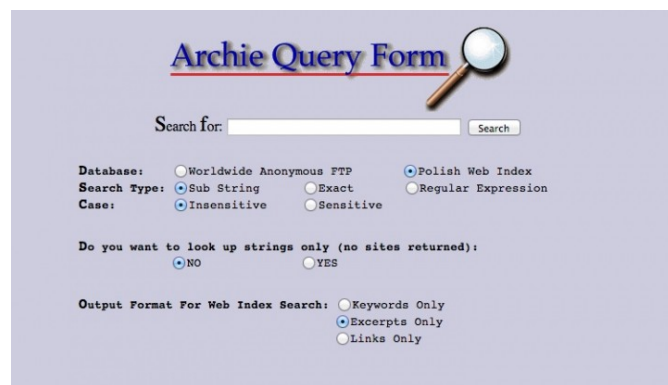 Archie Query Form
Search for: Search
Database: Worldwide Anonymous FTP Polish Web Index
Search Type: Sub String Exact Regular Expression
Case: Insensitive Sensitive
Do you want to look up strings only (no sites returned):
NO YES
Output Format For Web Index Search: Keywords Only
Excerpts Only
Links Only